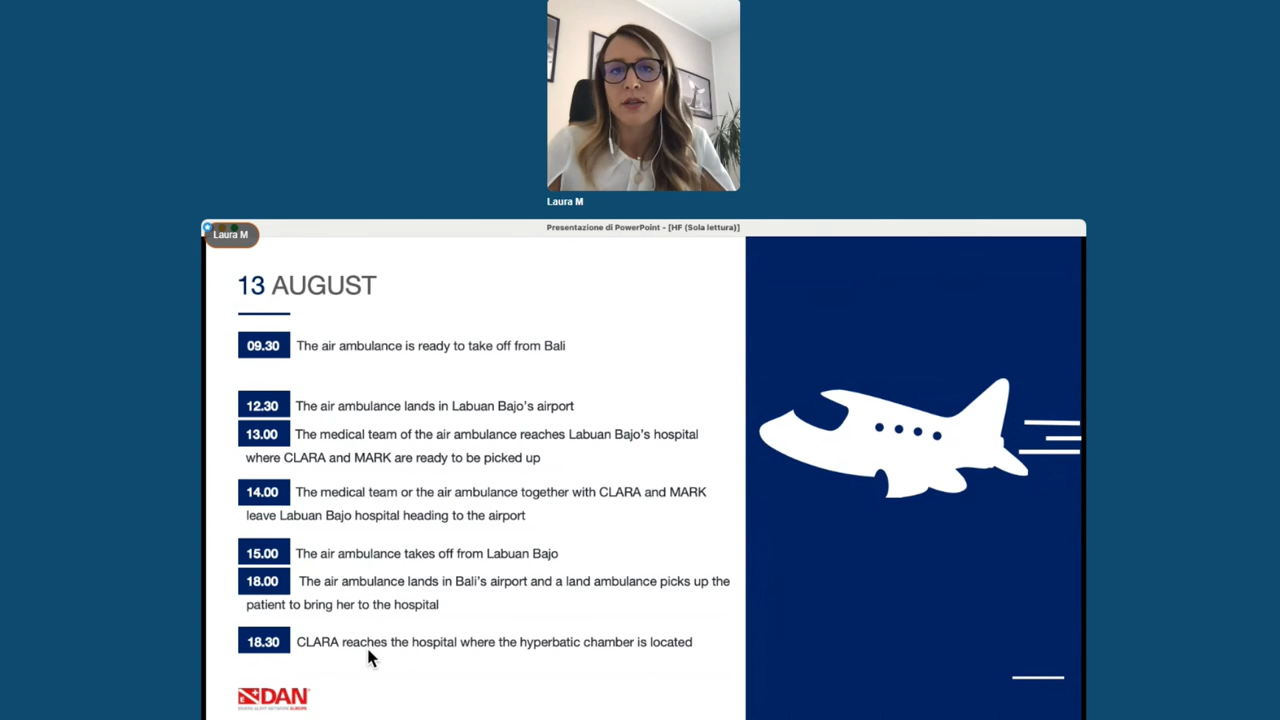 Laura M
Presentazione di PowerPoint - [HF (Sola lettura)]
Laura M
13 AUGUST
09.30 The air ambulance is ready to take off from Bali
12.30 The air ambulance lands in Labuan Bajo's airport
13.00 The medical team of the air ambulance reaches Labuan Bajo's hospital
where CLARA and MARK are ready to be picked up
14.00 The medical team or the air ambulance together with CLARA and MARK
leave Labuan Bajo hospital heading to the airport
15.00 The air ambulance takes off from Labuan Bajo
18.00 The air ambulance lands in Bali's airport and a land ambulance picks up the
patient to bring her to the hospital
18.30 CLARA reaches the hospital where the hyperbatic chamber is located
DAN
DIVERS ALERT NETWORK EUROPE